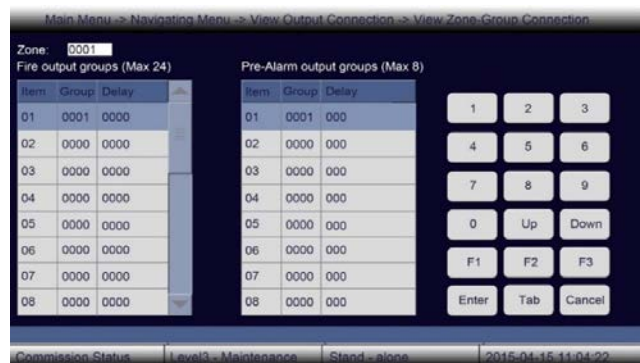 Main Menu -> Navigating Menu -> View Output Connection -> View Zone-Group Connection
Zone: 0001
Fire output groups (Max 24) Pre-Alarm output groups (Max 8)
Item Group Delay Item Group Delay
01 0001 0000 01 0001 000 1 2 3
02 0000 0000 02 0000 000 4 5 6
03 0000 0000 03 0000 000
04 0000 0000 04 0000 000 7 8 9
05 0000 0000 05 0000 000 0 Up Down
06 0000 0000 06 0000 000 F1 F2 F3
07 0000 0000 07 0000 000
08 0000 0000 08 0000 000 Enter Tab Cancel
Commission Status Level3 - Maintenance Stand - alone 2015-04-15 11:04:22